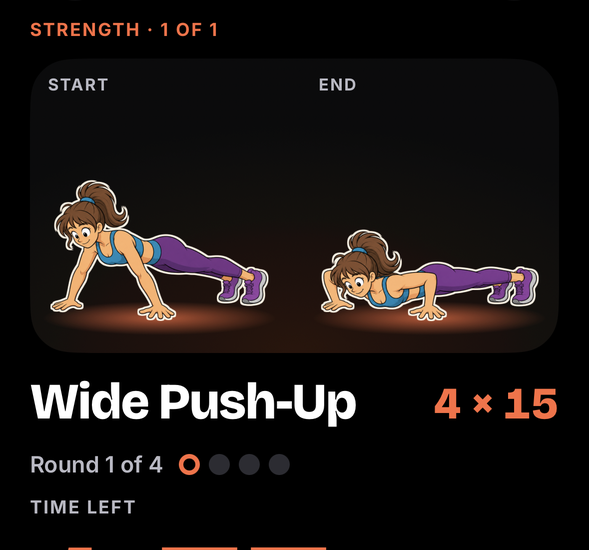 STRENGTH · 1 OF 1
START
END
Wide Push-Up
4 × 15
Round 1 of 4
TIME LEFT